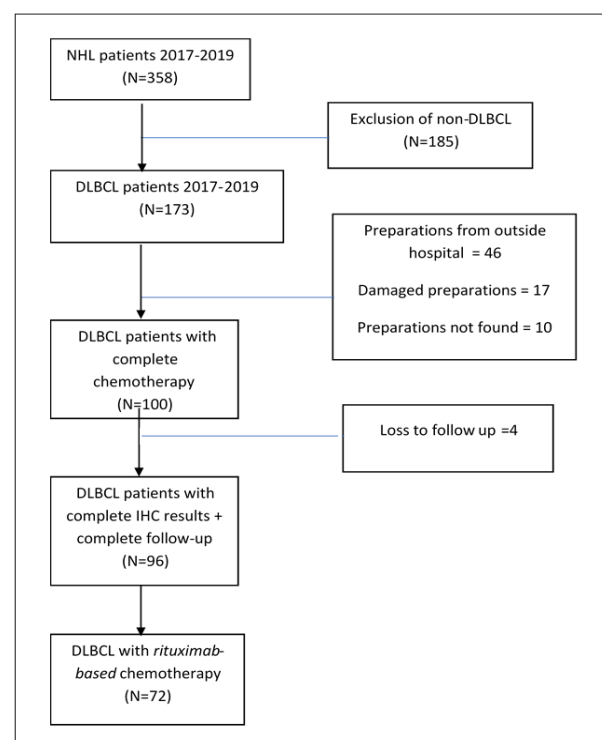 NHL patients 2017-2019
(N=358)
Exclusion of non-DLBCL
(N=185)
DLBCL patients 2017-2019
(N=173)
Preparations from outside
hospital = 46
Damaged preparations = 17
Preparations not found = 10
DLBCL patients with
complete
chemotherapy
(N=100)
Loss to follow up =4
DLBCL patients with
complete IHC results +
complete follow-up
(N=96)
DLBCL with rituximab-
based chemotherapy
(N=72)